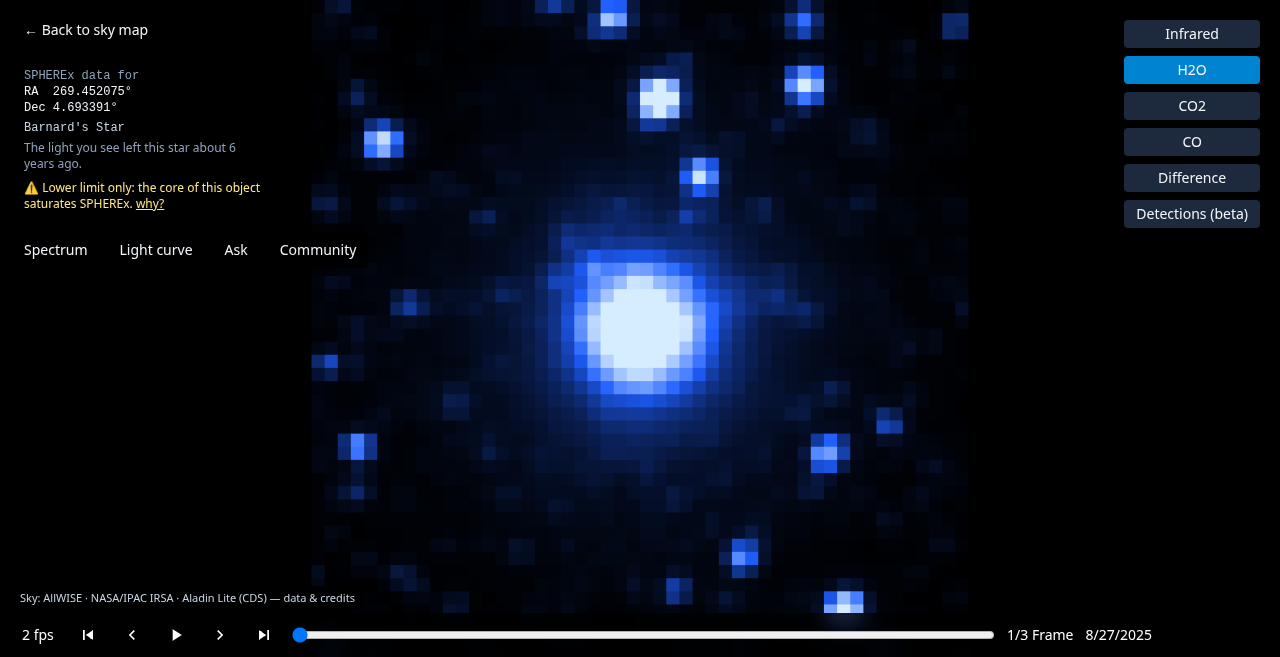 ← Back to sky map
SPHEREx data for
RA 269.452075°
Dec 4.693391°
Barnard's Star
The light you see left this star about 6
years ago.
⚠️ Lower limit only: the core of this object
saturates SPHEREx. why?
Spectrum Light curve Ask Community
Infrared
H2O
CO2
CO
Difference
Detections (beta)
Sky: AllWISE · NASA/IPAC IRSA · Aladin Lite (CDS) — data & credits
2 fps 1/3 Frame 8/27/2025